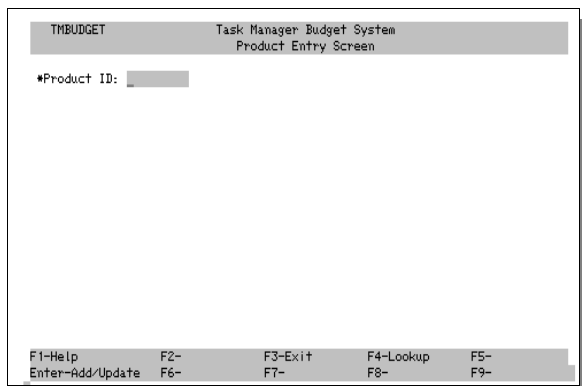 TMBUDGET Task Manager Budget System
Product Entry Screen
*Product ID: _
F1-Help F2- F3-Exit F4-Lookup F5-
Enter-Add/Update F6- F7- F8- F9-